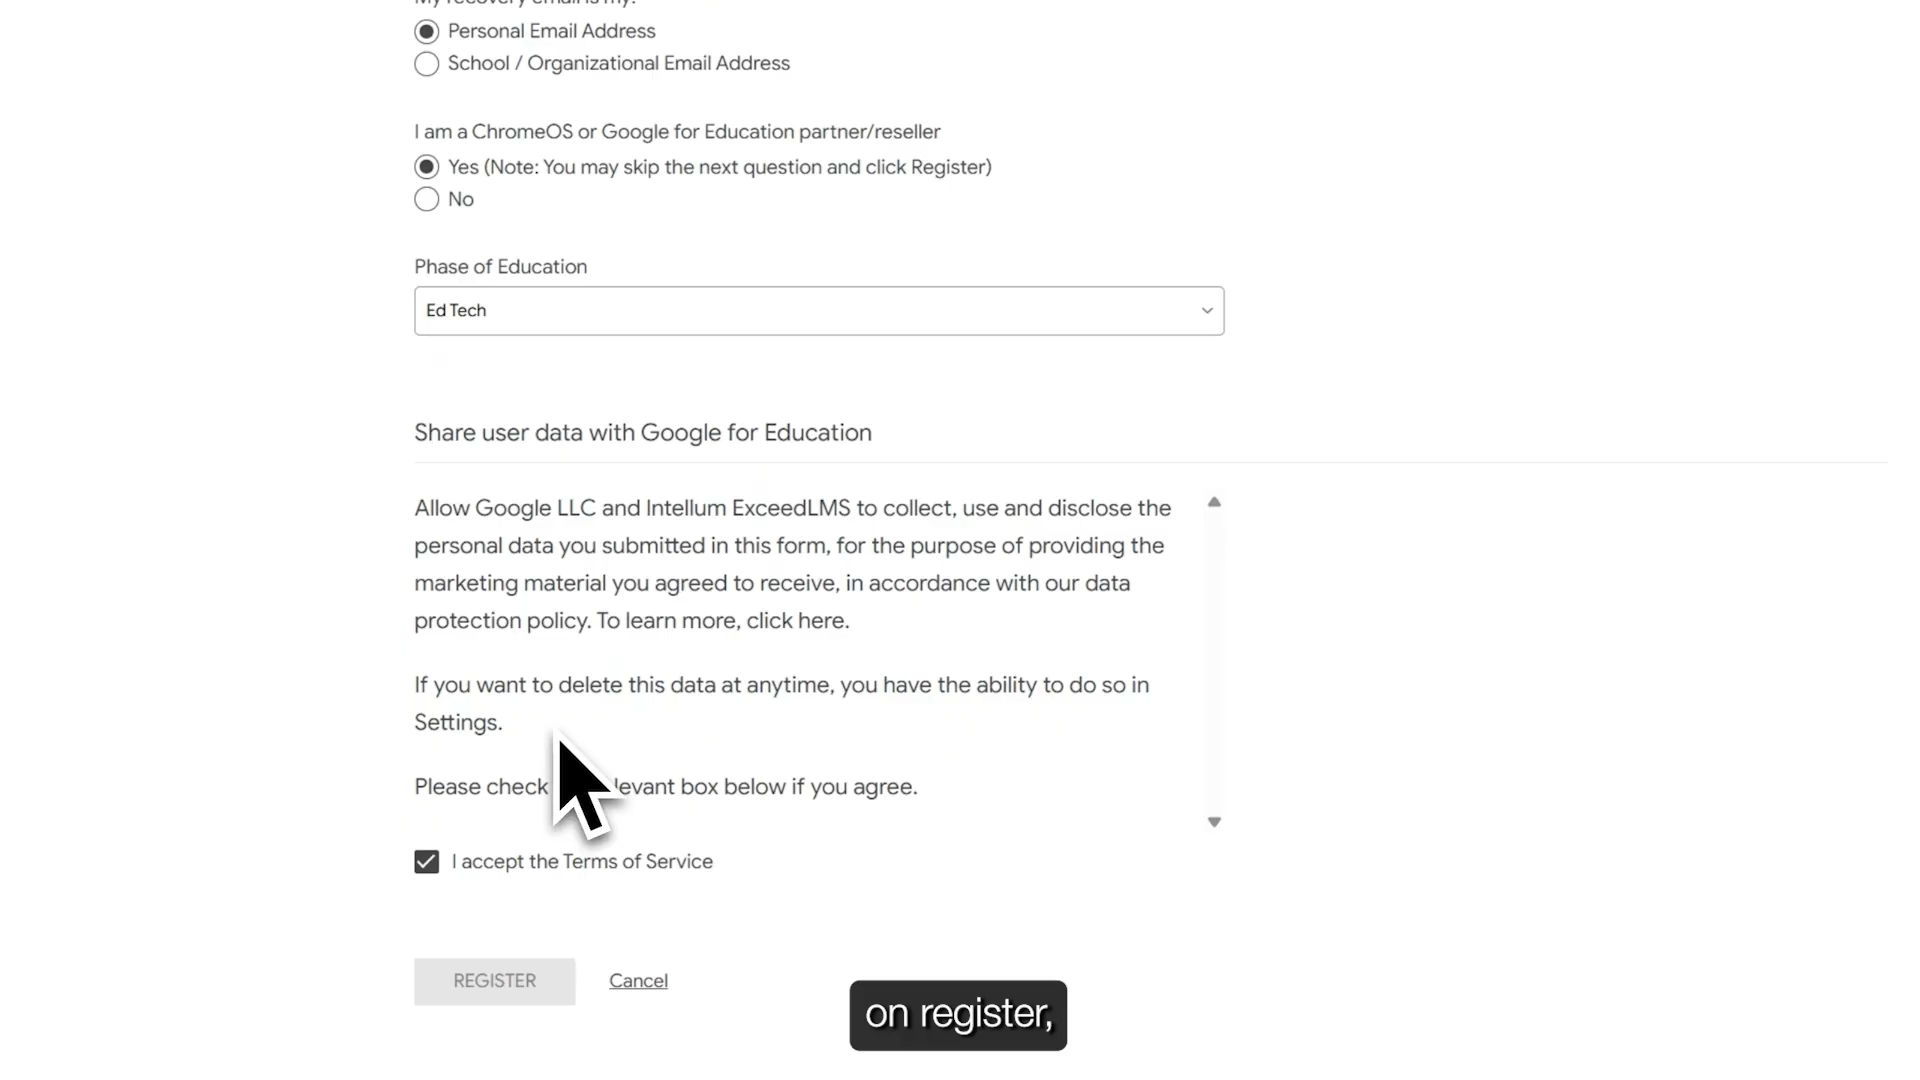 My recovery email is my:
Personal Email Address
School / Organizational Email Address
I am a ChromeOS or Google for Education partner/reseller
Yes (Note: You may skip the next question and click Register)
No
Phase of Education
Ed Tech
Share user data with Google for Education
Allow Google LLC and Intellum ExceedLMS to collect, use and disclose the
personal data you submitted in this form, for the purpose of providing the
marketing material you agreed to receive, in accordance with our data
protection policy. To learn more, click here.
If you want to delete this data at anytime, you have the ability to do so in
Settings.
Please check levant box below if you agree.
I accept the Terms of Service
REGISTER Cancel
on register,